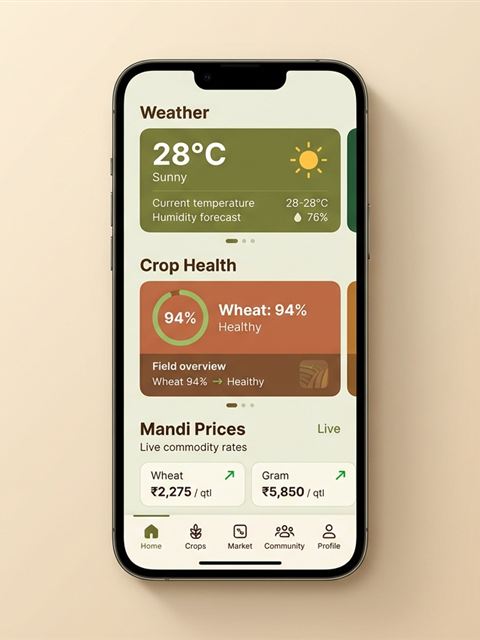 Weather
28°C
Sunny
Current temperature 28-28°C
Humidity forecast 76%
Crop Health
94%
Wheat: 94%
Healthy
Field overview
Wheat 94% → Healthy
Mandi Prices Live
Live commodity rates
Wheat
₹2,275 / qtl
Gram
₹5,850 / qtl
Home Crops Market Community Profile